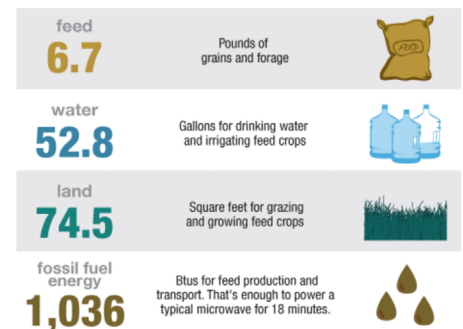 feed
6.7
Pounds of
grains and forage
FEED
water
52.8
Gallons for drinking water
and irrigating feed crops
land
74.5
Square feet for grazing
and growing feed crops
fossil fuel
energy
1,036
Btus for feed production and
transport. That's enough to power a
typical microwave for 18 minutes.